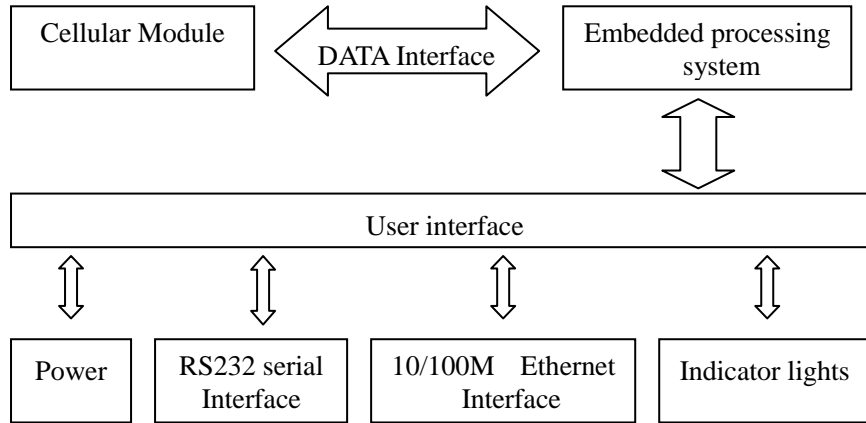 Cellular Module
DATA Interface
Embedded processing
system
User interface
Power
RS232 serial
Interface
10/100M Ethernet
Interface
Indicator lights